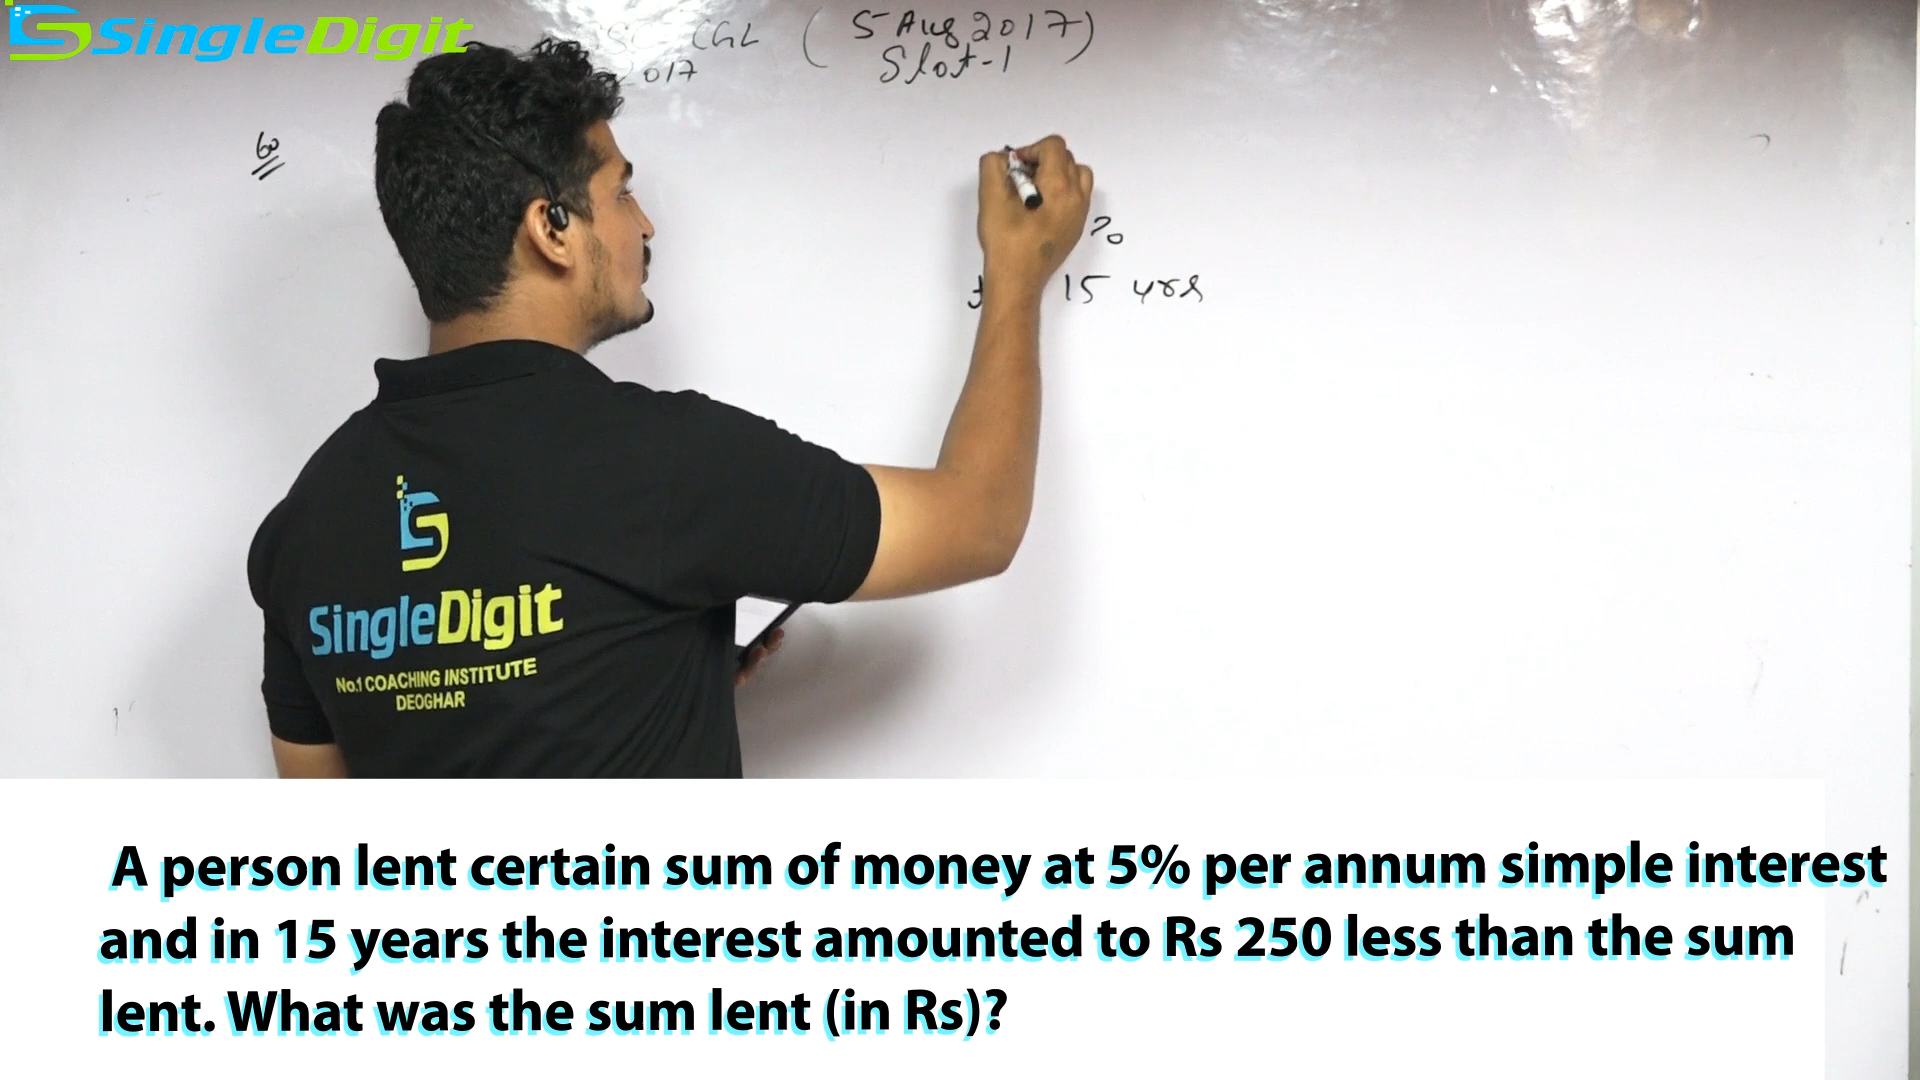 SingleDigit
CGL (5 Aug 2017)
Slot-1
60
%
15 yrs
SingleDigit
No.1 COACHING INSTITUTE
DEOGHAR
A person lent certain sum of money at 5% per annum simple interest
and in 15 years the interest amounted to Rs 250 less than the sum
lent. What was the sum lent (in Rs)?